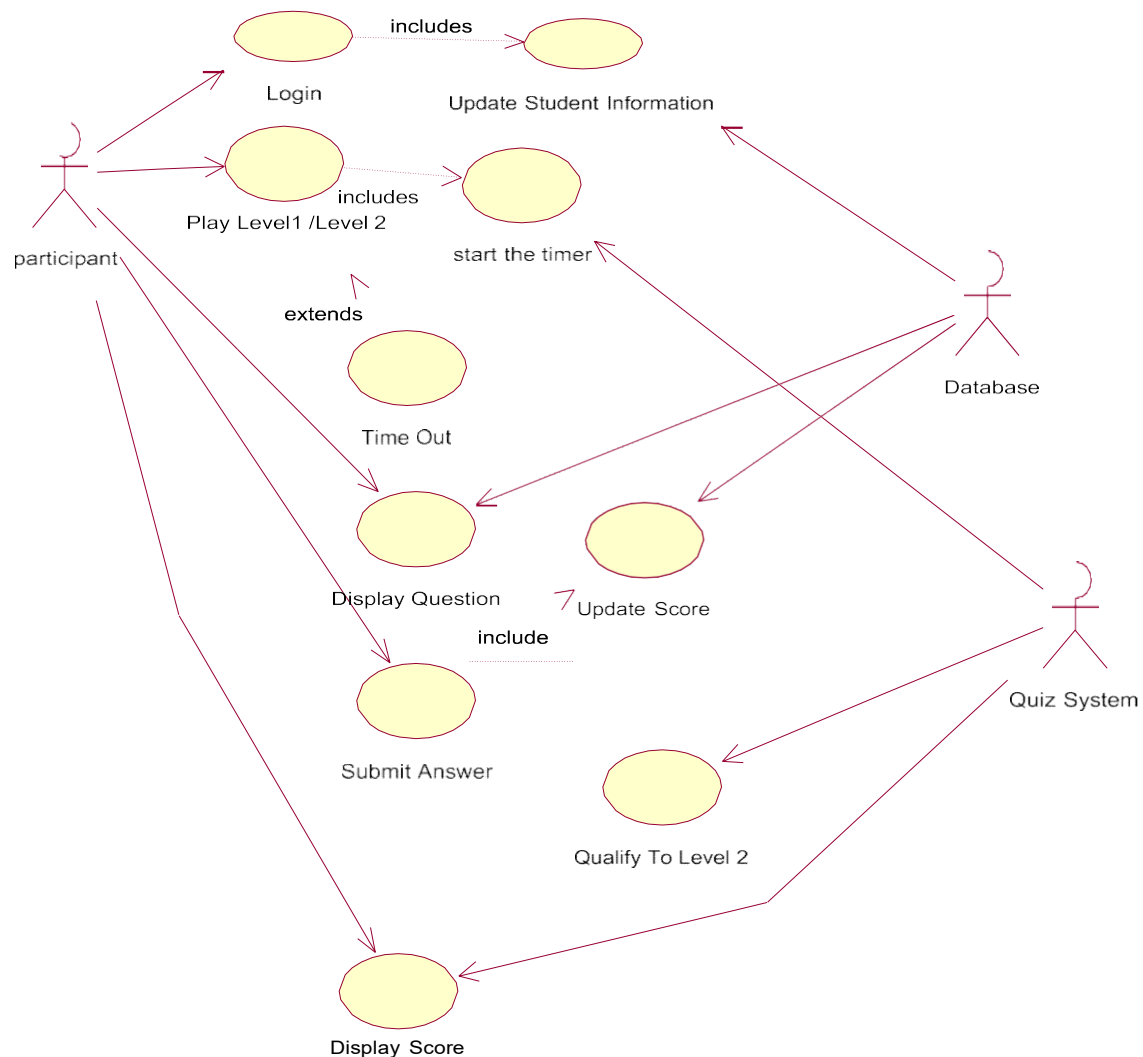 includes
Login
Update Student Information
includes
Play Level1 /Level 2
start the timer
participant
extends
Database
Time Out
Display Question
Update Score
include
Quiz System
Submit Answer
Qualify To Level 2
Display Score